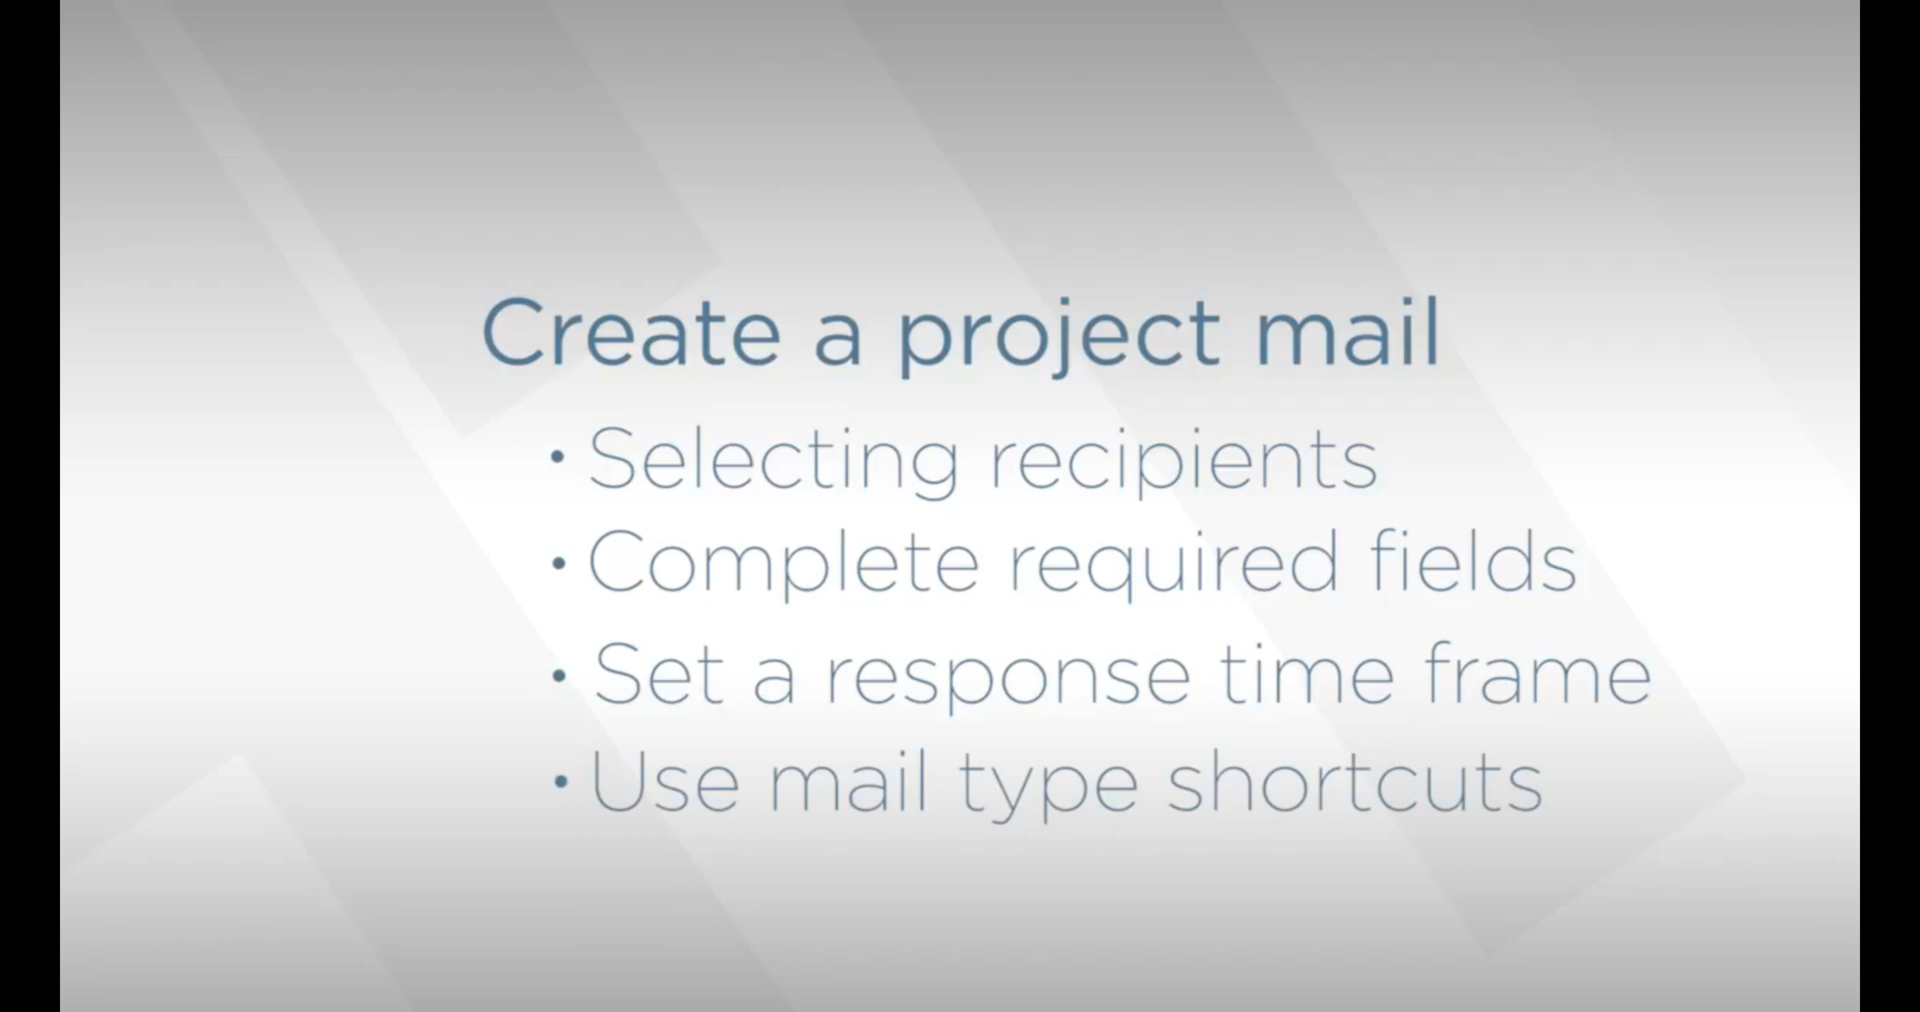 Create a project mail
• Selecting recipients
• Complete required fields
• Set a response time frame
• Use mail type shortcuts